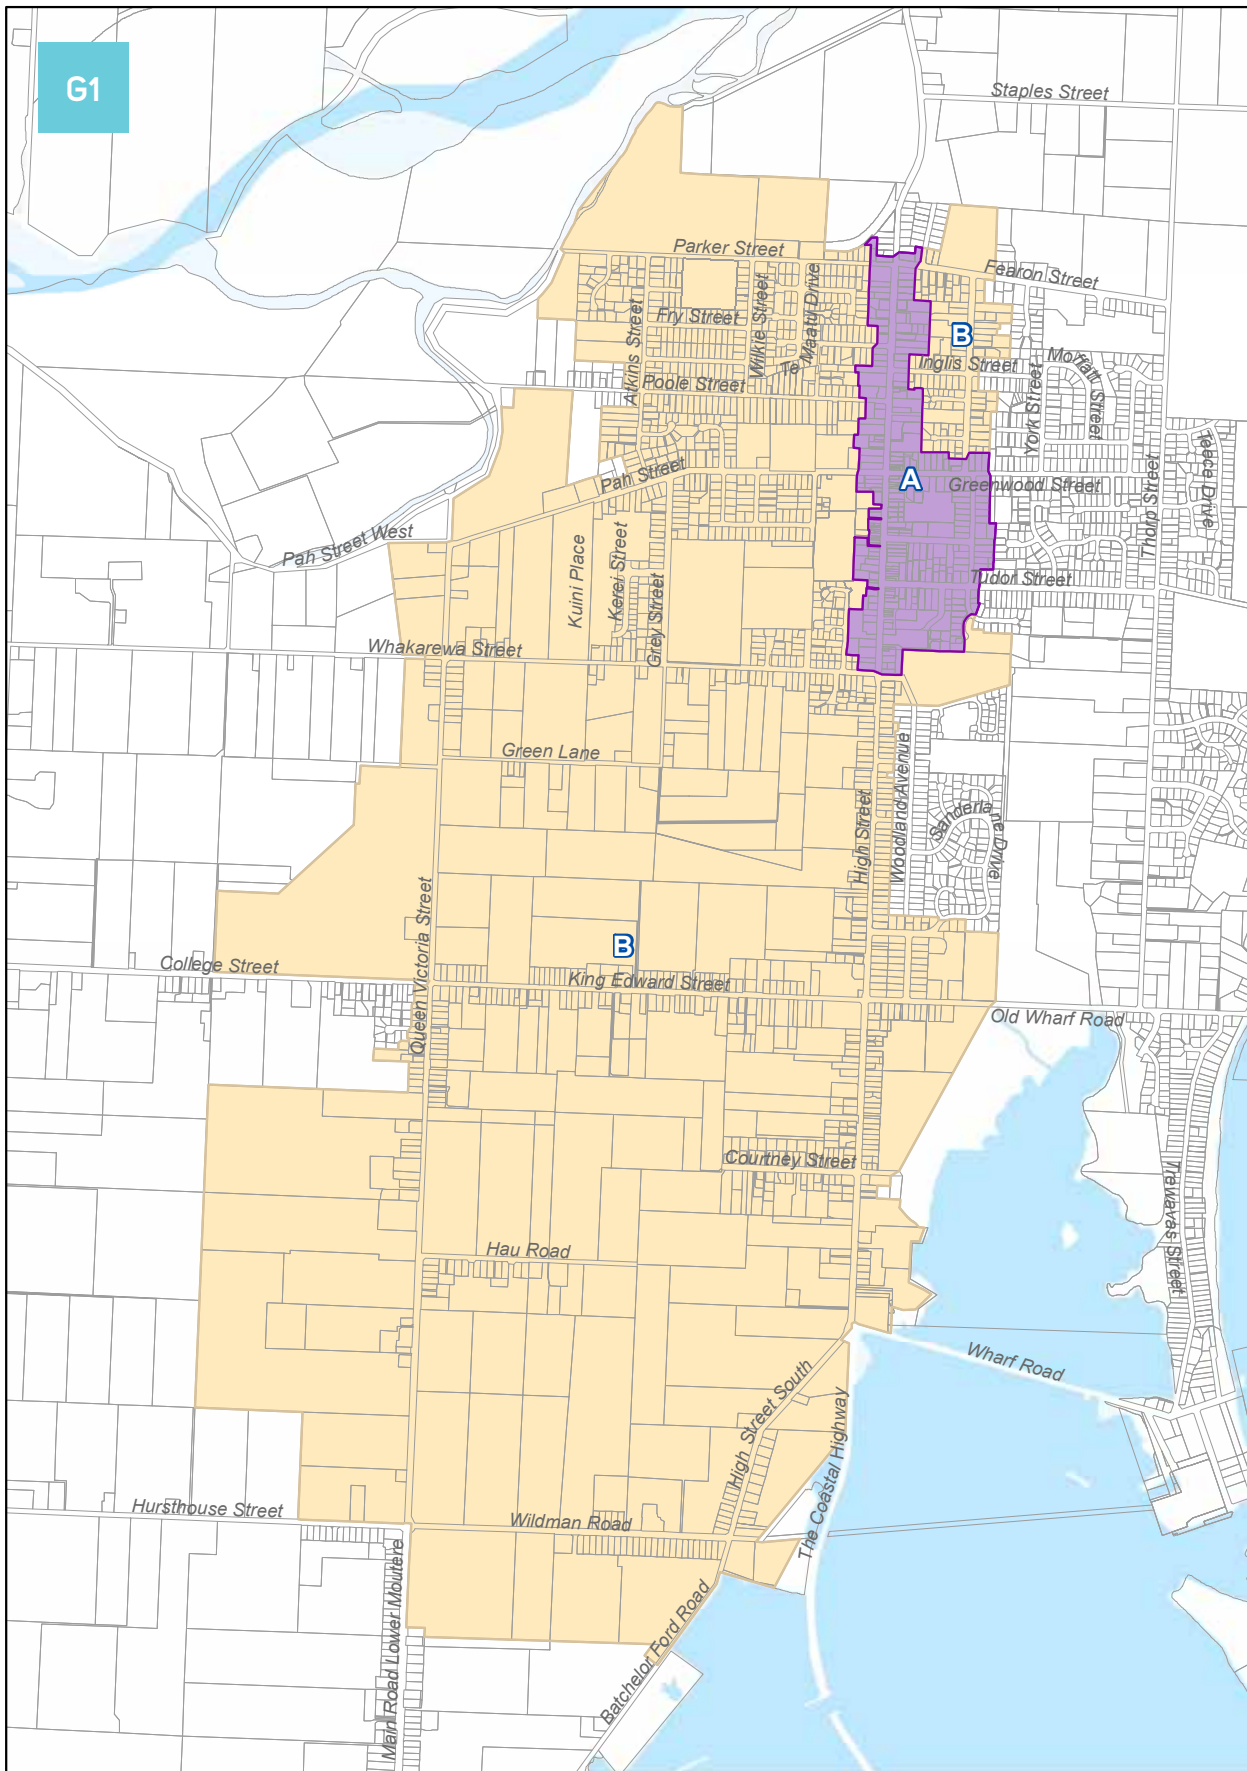 G1
Staples Street
Parker Street
Fearon Street
Fry Street
Wilkie Street
Te Maatu Drive
Atkins Street
B
Inglis Street
Moffatt Street
York Street
Poole Street
Pah Street
A
Greenwood Street
Thorp Street
Teece Drive
Pah Street West
Kuini Place
Kerei Street
Grey Street
Tudor Street
Whakarewa Street
Green Lane
High Street
Woodland Avenue
Sanderlane Drive
Queen Victoria Street
B
College Street
King Edward Street
Old Wharf Road
Courtney Street
Trewavas Street
Hau Road
Wharf Road
High Street South
The Coastal Highway
Hursthouse Street
Wildman Road
Main Road Lower Moutere
Batchelor Ford Road